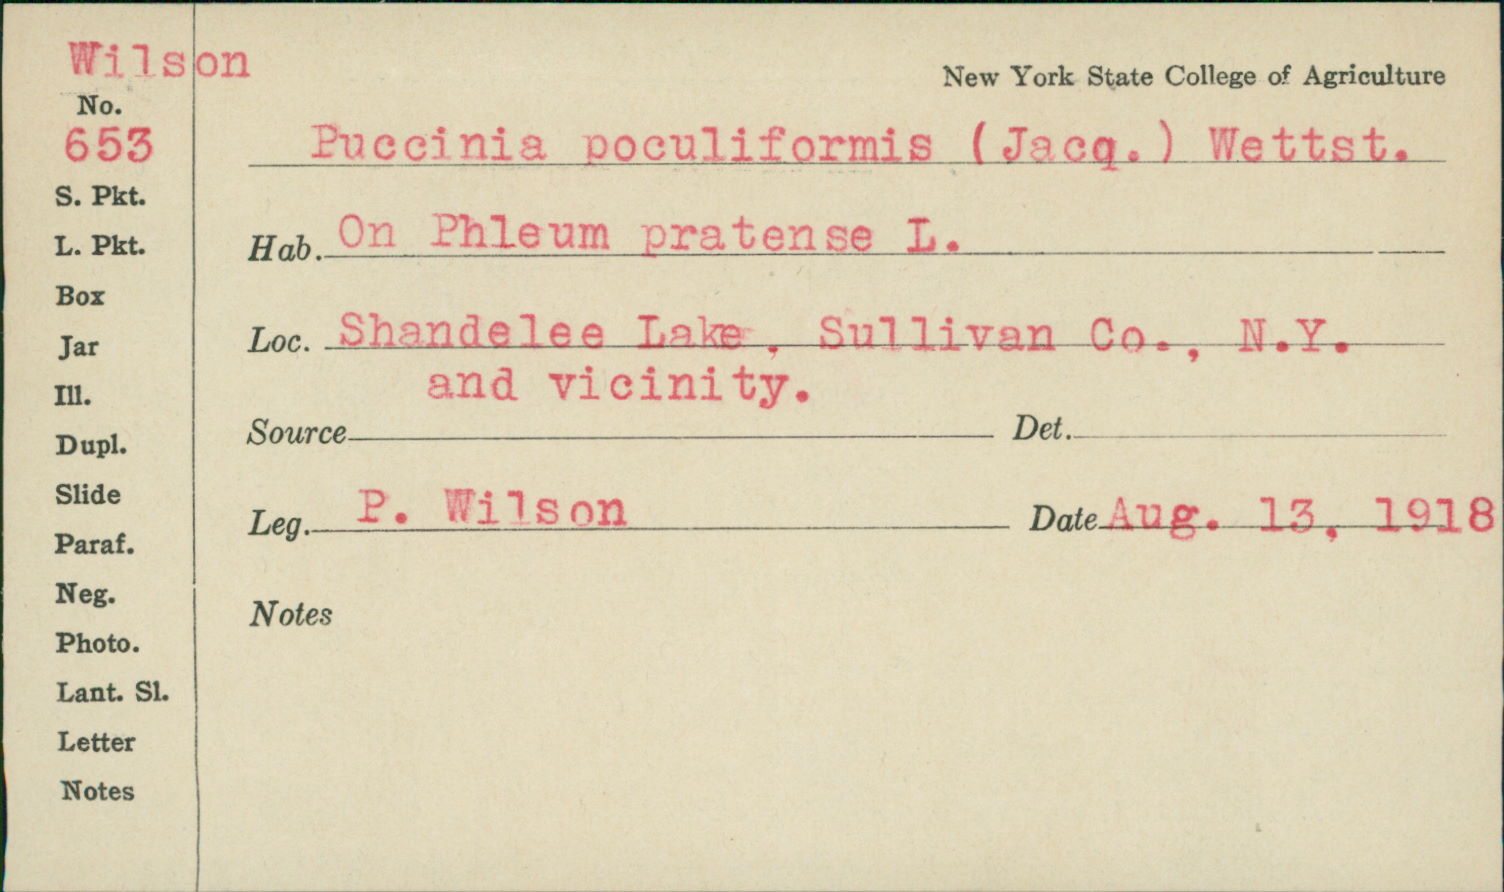 Wilson
New York State College of Agriculture
No.
653
Puccinia poculiformis (Jacq.) Wettst.
S. Pkt.
L. Pkt.
Hab. On Phleum pratense L.
Box
Jar
Loc. Shandelee Lake, Sullivan Co., N.Y.
and vicinity.
Ill.
Dupl.
Source Det.
Slide
Leg. P. Wilson Date Aug. 13, 1918
Paraf.
Neg.
Notes
Photo.
Lant. Sl.
Letter
Notes